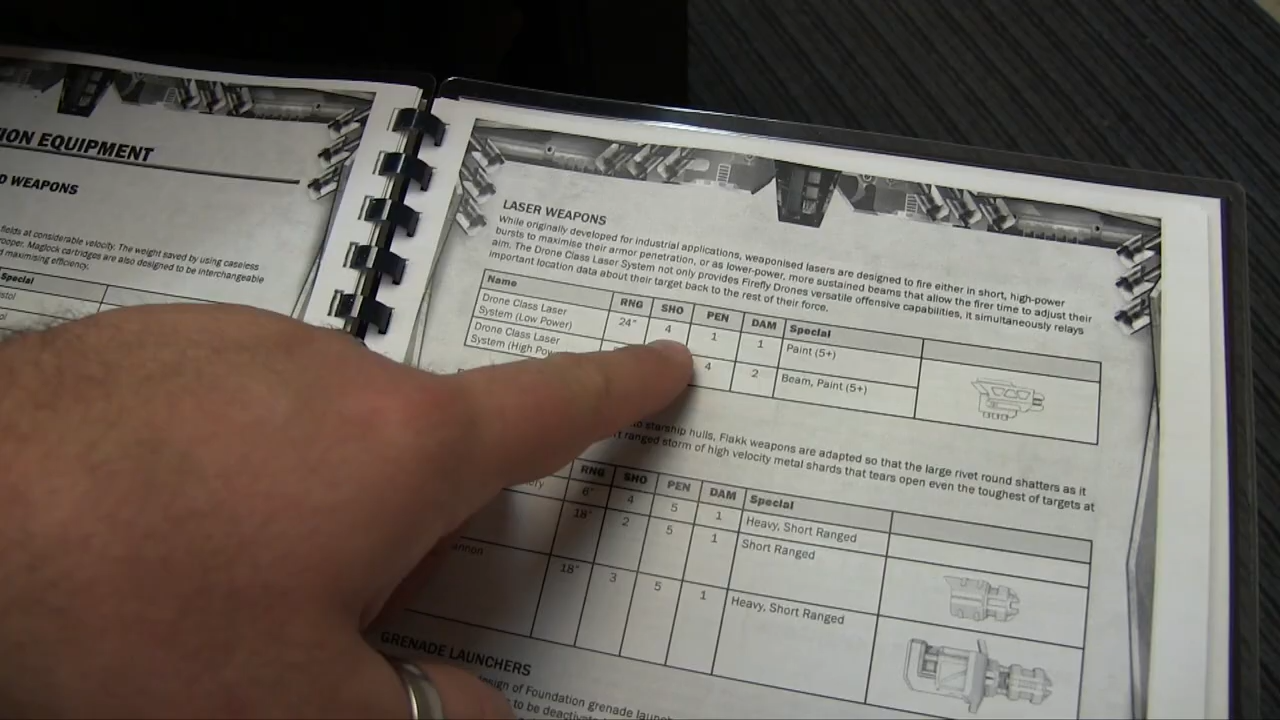 ION EQUIPMENT
WEAPONS
fields at considerable velocity. The weight saved by using caseless
rooper. Maglock cartridges are also designed to be interchangeable
maximising efficiency.
Special
LASER WEAPONS
While originally developed for industrial applications, weaponised lasers are designed to fire either in short, high-power
bursts to maximise their armor penetration, or as lower-power, more sustained beams that allow the firer time to adjust their
aim. The Drone Class Laser System not only provides Firefly Drones versatile offensive capabilities, it simultaneously relays
important location data about their target back to the rest of their force.
Name RNG SHO PEN DAM Special
Drone Class Laser System (Low Power) 24" 4 1 1 Paint (5+)
Drone Class Laser System (High 4 2 Beam, Paint (5+)
starship hulls, Flakk weapons are adapted so that the large rivet round shatters as it
ranged storm of high velocity metal shards that tears open even the toughest of targets at
RNG SHO PEN DAM Special
6" 4 5 1 Heavy, Short Ranged
18" 2 5 1 Short Ranged
annon 18" 3 5 1 Heavy, Short Ranged
GRENADE LAUNCHERS
design of Foundation grenade
to be